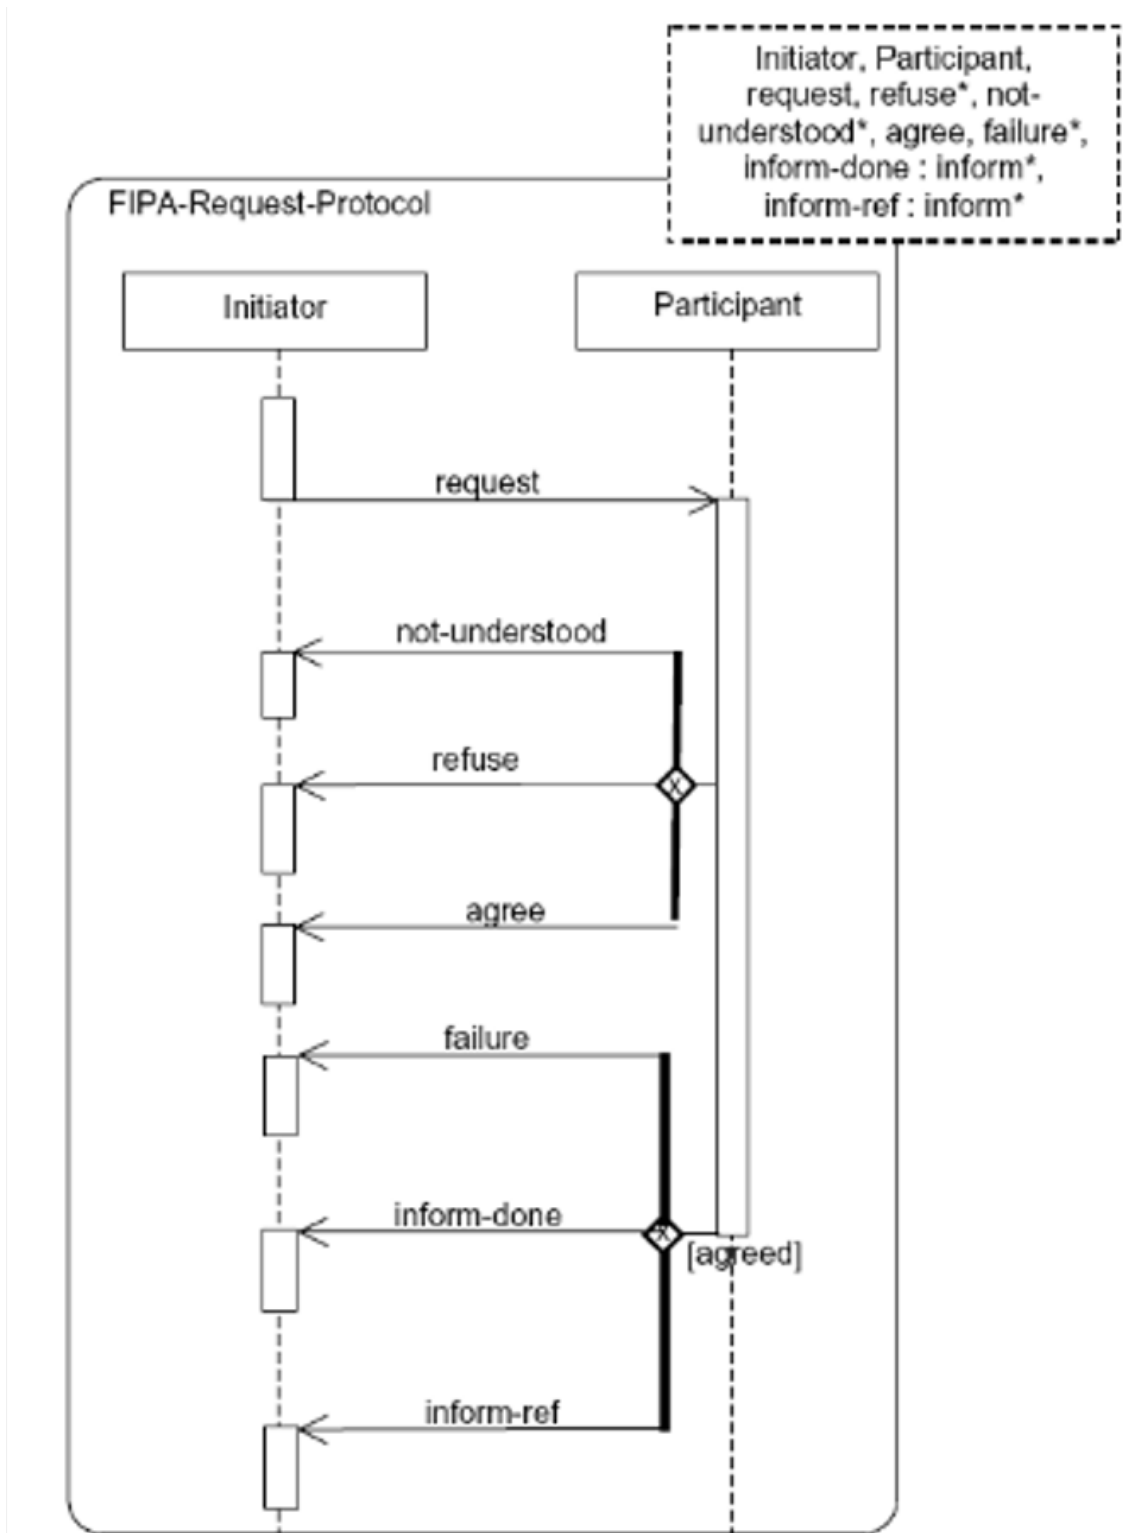 Initiator, Participant,
request, refuse*, not-
understood*, agree, failure*,
inform-done : inform*,
inform-ref : inform*
FIPA-Request-Protocol
Initiator
Participant
request
not-understood
refuse
X
agree
failure
inform-done
X
[agreed]
inform-ref